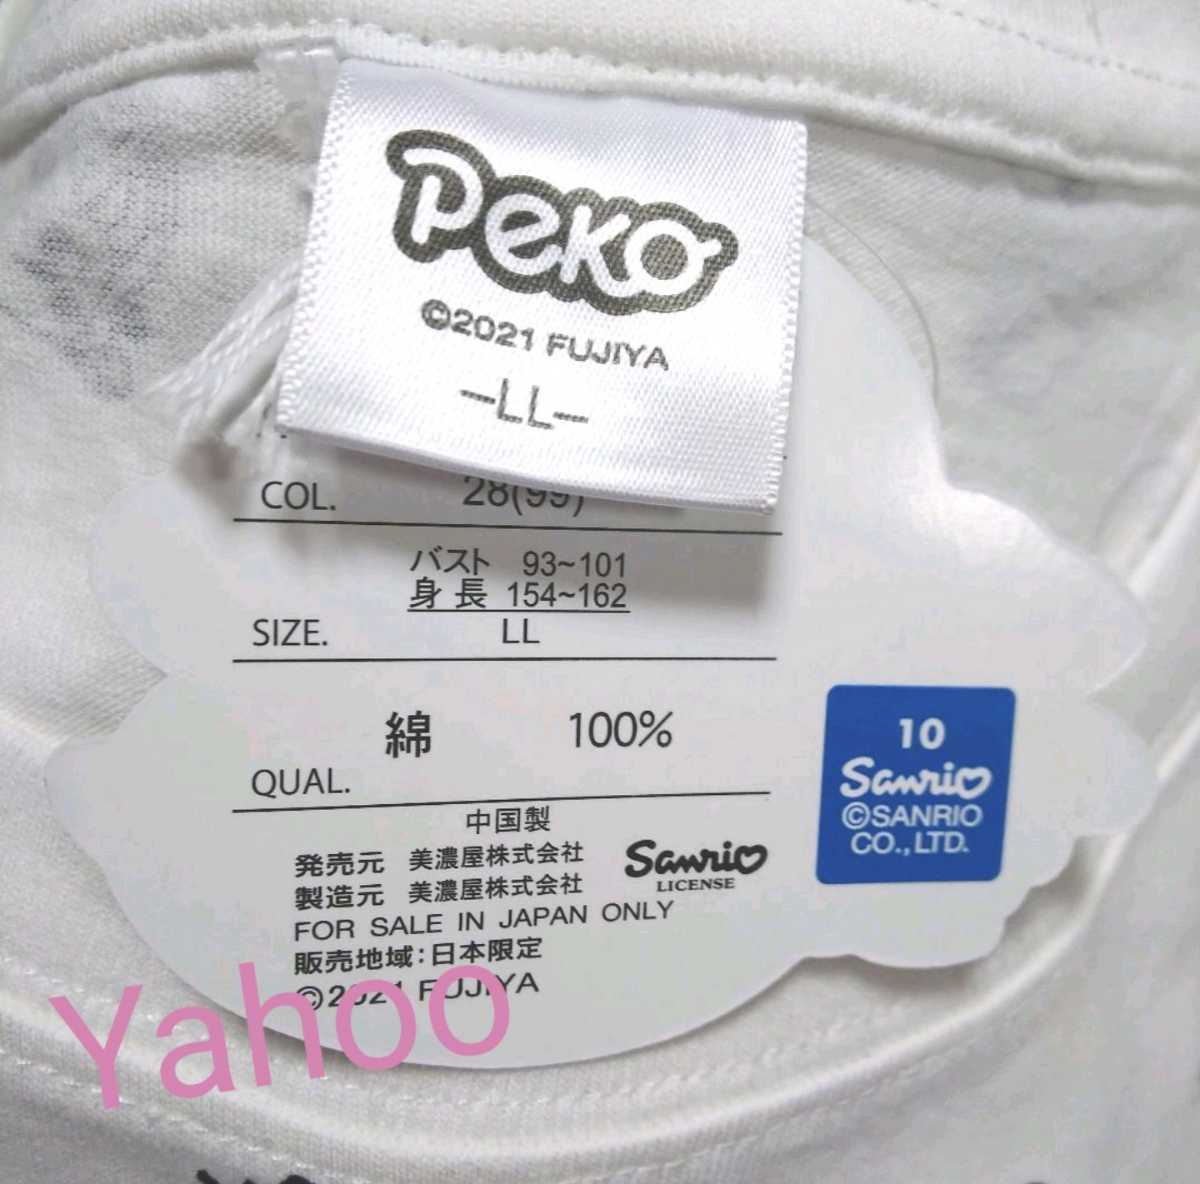 Peko
©2021 FUJIYA
-LL-
COL. 28(99)
バスト 93~101
身長 154~162
SIZE. LL
綿 100%
QUAL.
中国製
発売元 美濃屋株式会社
製造元 美濃屋株式会社
Sanrio
LICENSE
FOR SALE IN JAPAN ONLY
販売地域:日本限定
©2021 FUJIYA
10
Sanrio
©SANRIO
CO.,LTD.
Yahoo